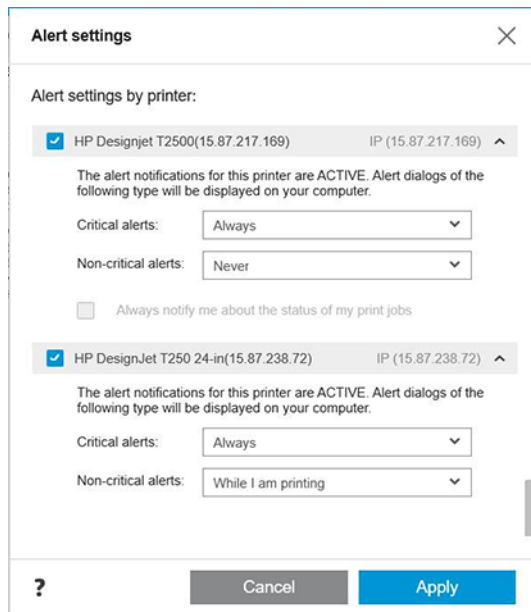 Alert settings
Alert settings by printer:
HP Designjet T2500(15.87.217.169) IP (15.87.217.169)
The alert notifications for this printer are ACTIVE. Alert dialogs of the
following type will be displayed on your computer.
Critical alerts: Always
Non-critical alerts: Never
Always notify me about the status of my print jobs
HP DesignJet T250 24-in(15.87.238.72) IP (15.87.238.72)
The alert notifications for this printer are ACTIVE. Alert dialogs of the
following type will be displayed on your computer.
Critical alerts: Always
Non-critical alerts: While I am printing
? Cancel Apply